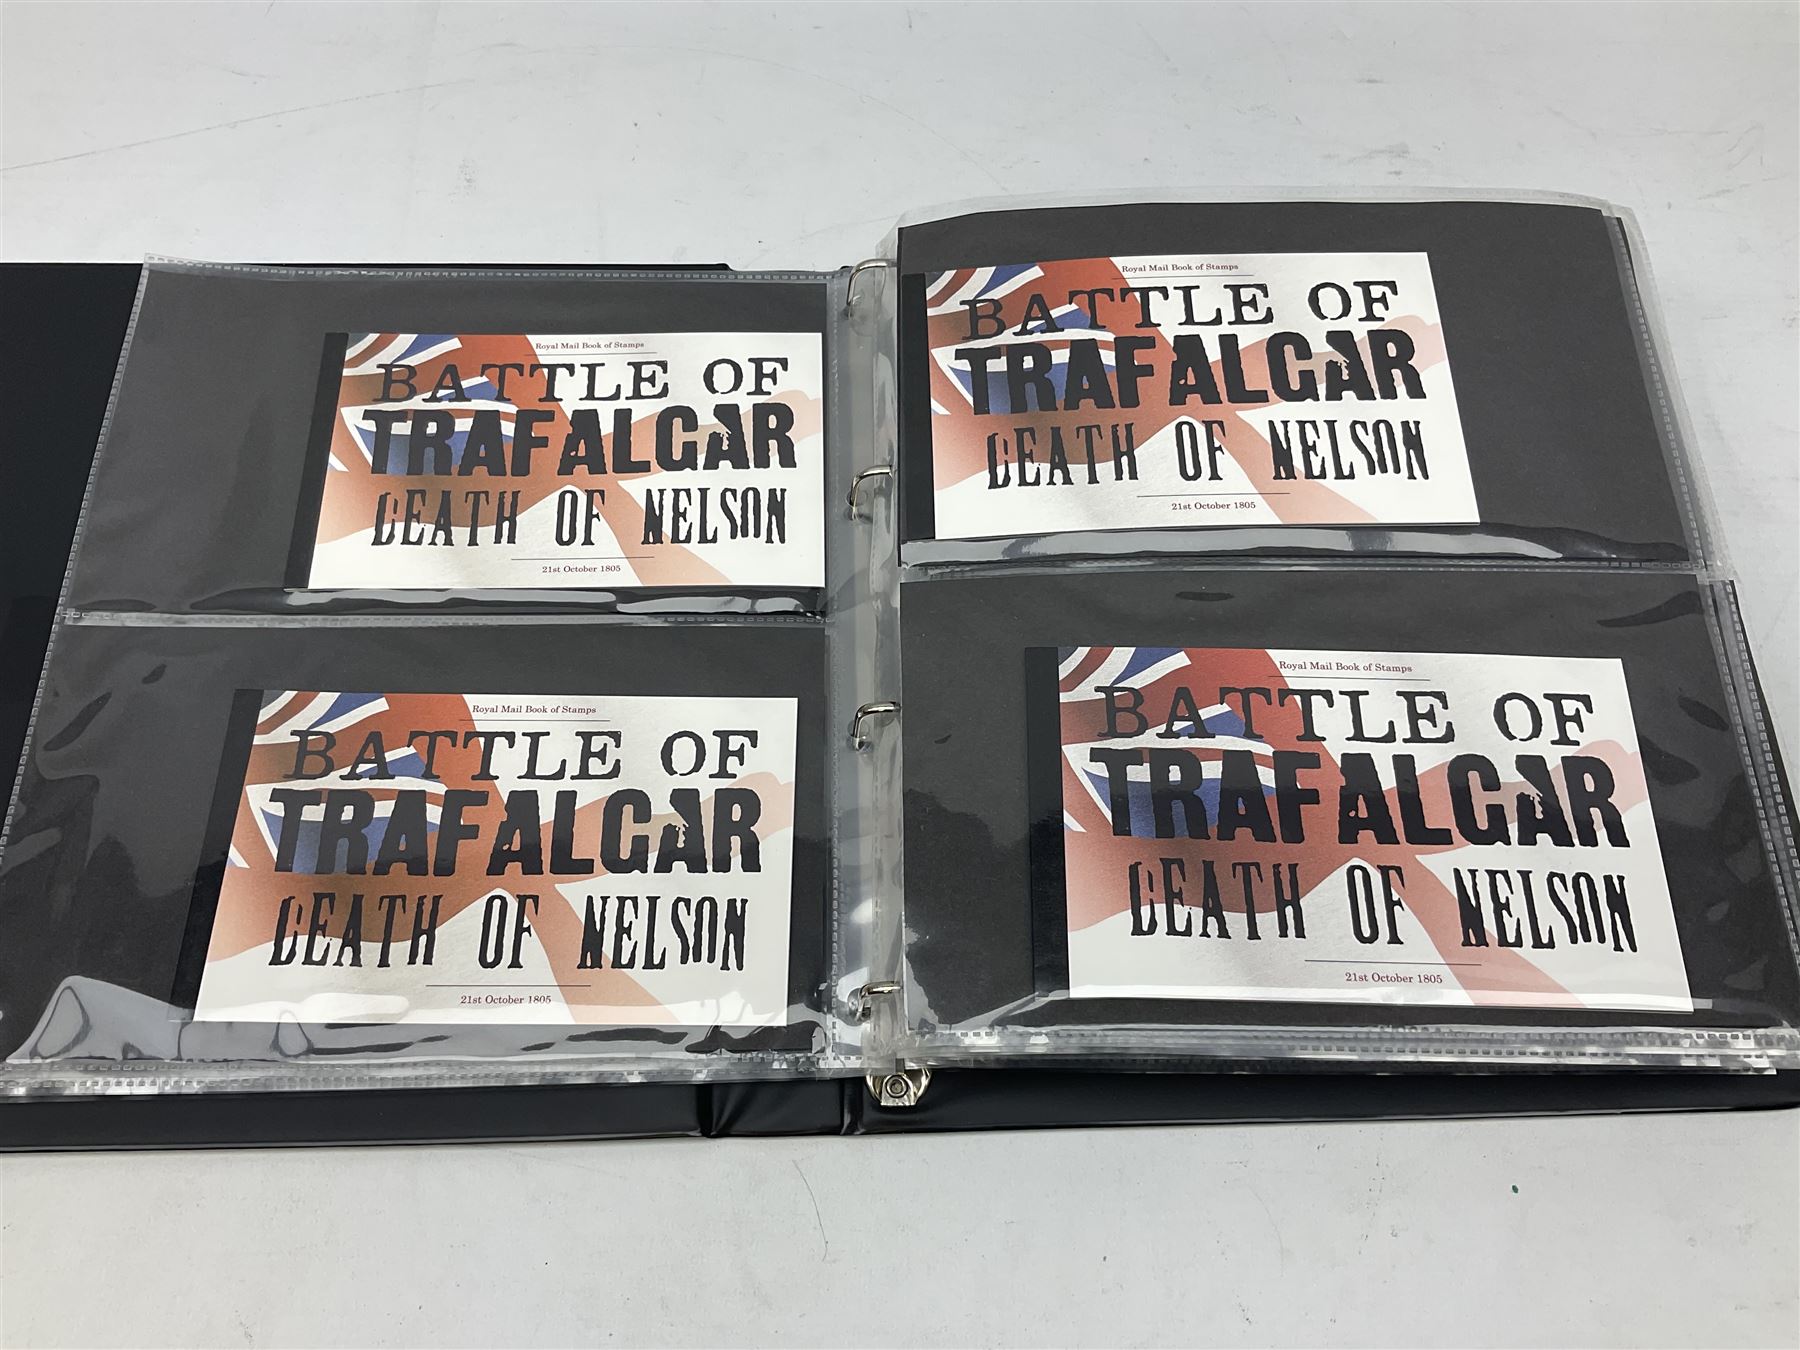 Royal Mail Book of Stamps
BATTLE OF
TRAFALGAR
DEATH OF NELSON
21st October 1805
Royal Mail Book of Stamps
BATTLE OF
TRAFALGAR
DEATH OF NELSON
21st October 1805
Royal Mail Book of Stamps
BATTLE OF
TRAFALGAR
DEATH OF NELSON
21st October 1805
Royal Mail Book of Stamps
BATTLE OF
TRAFALGAR
DEATH OF NELSON
21st October 1805